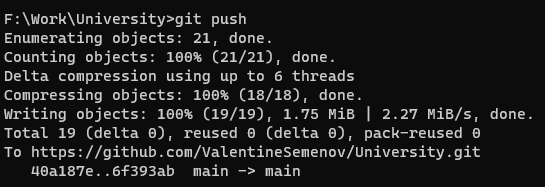 F:\Work\University>git push
Enumerating objects: 21, done.
Counting objects: 100% (21/21), done.
Delta compression using up to 6 threads
Compressing objects: 100% (18/18), done.
Writing objects: 100% (19/19), 1.75 MiB | 2.27 MiB/s, done.
Total 19 (delta 0), reused 0 (delta 0), pack-reused 0
To https://github.com/ValentineSemenov/University.git
   40a187e..6f393ab  main -> main